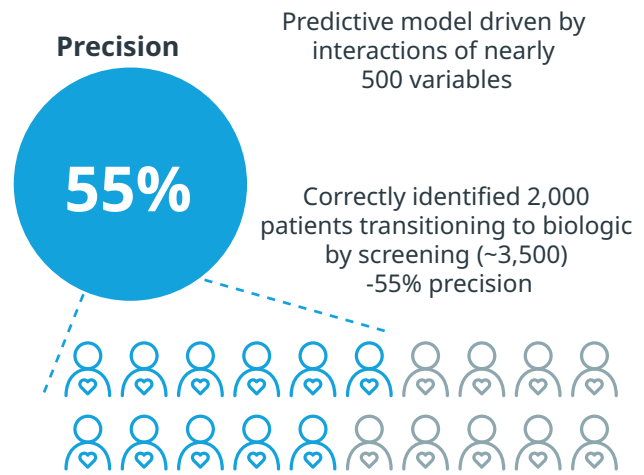 Precision
55%
Predictive model driven by
interactions of nearly
500 variables
Correctly identified 2,000
patients transitioning to biologic
by screening (~3,500)
-55% precision